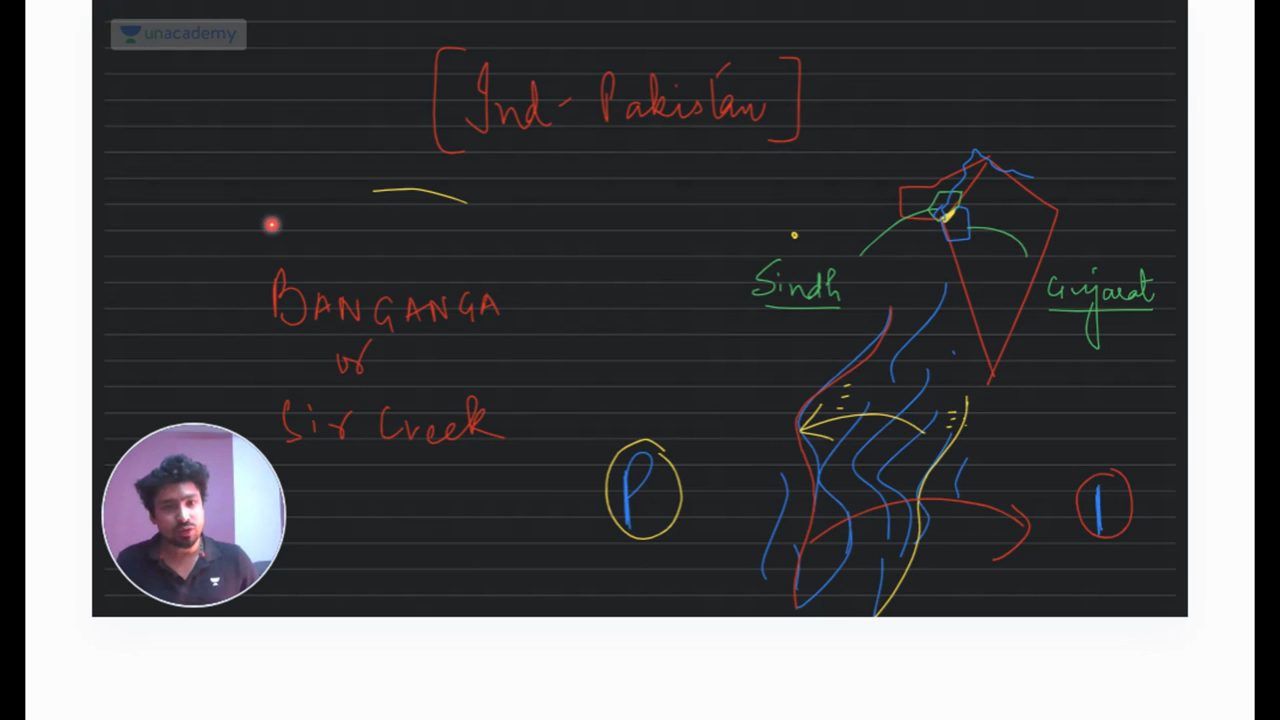 unacademy
[Ind - Pakistan]
BANGANGA
or
Sir Creek
Sindh
Gujarat
P
I